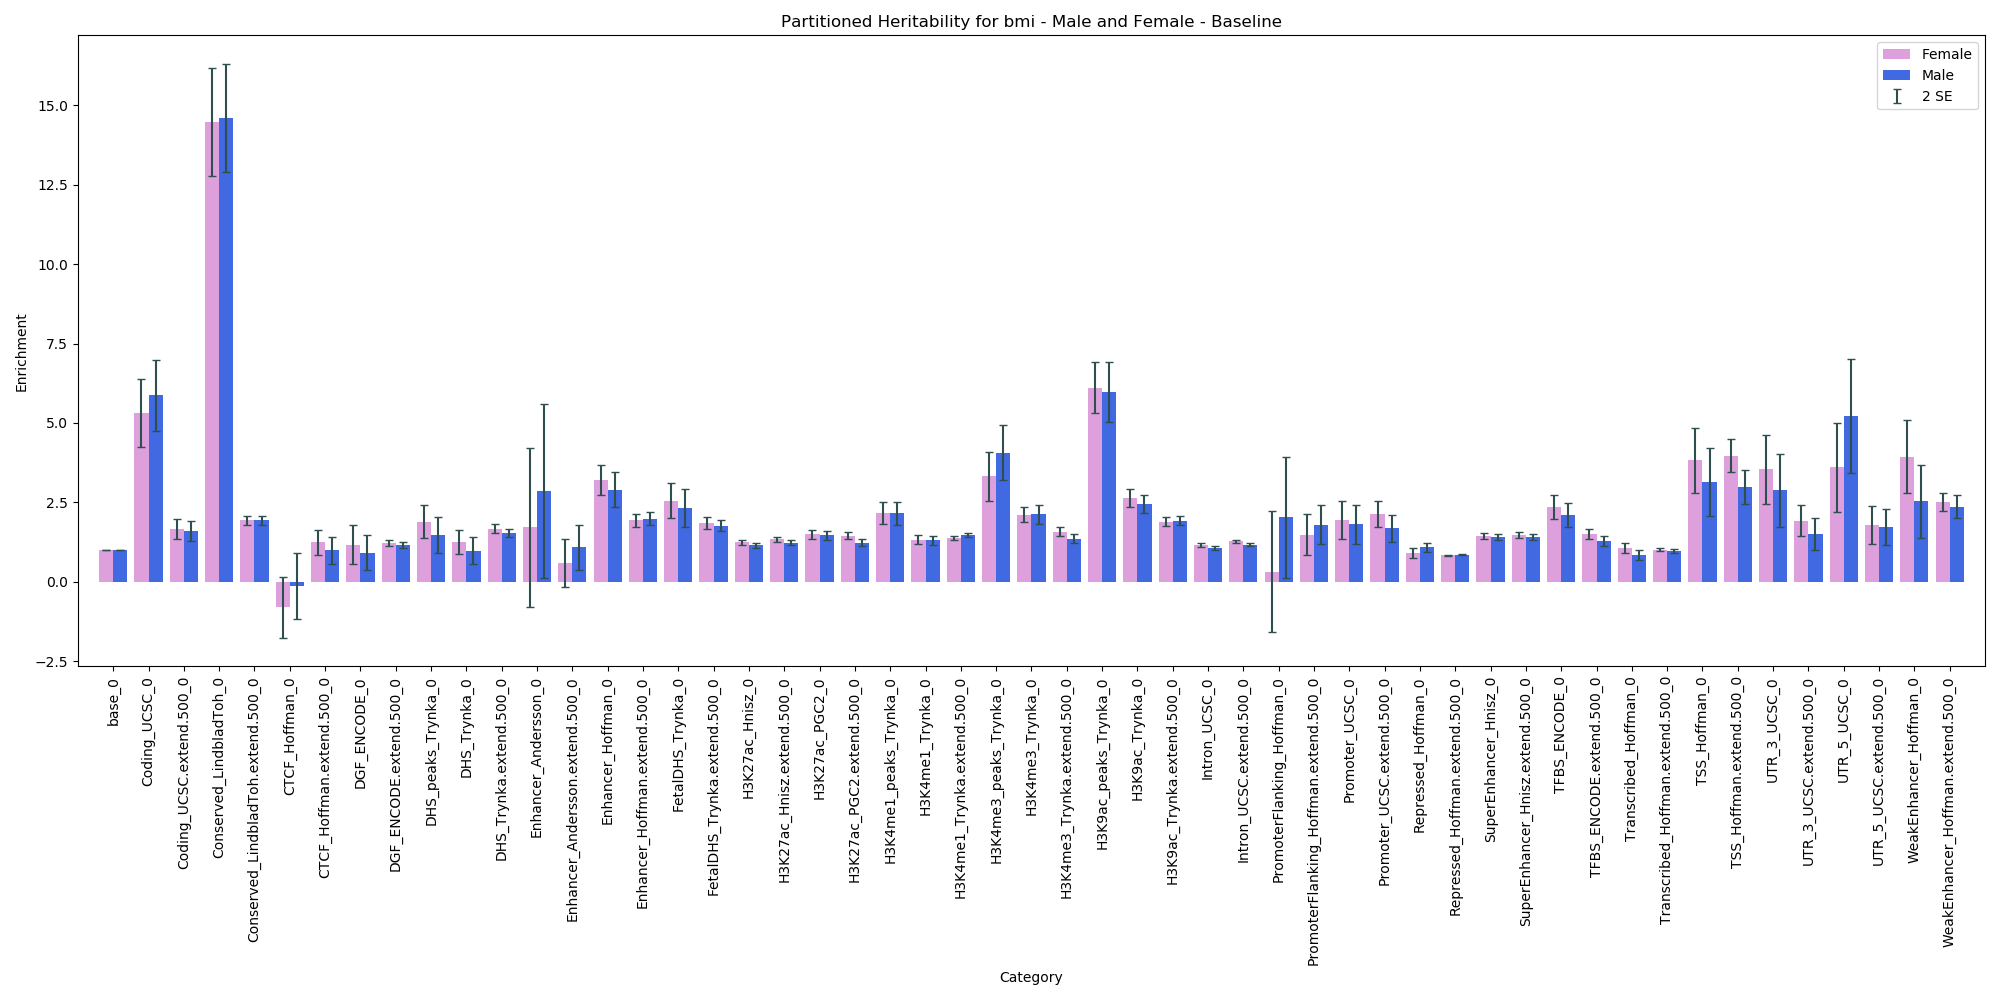 Partitioned Heritability for bmi - Male and Female - Baseline
Female
Male
2 SE
Enrichment
15.0
12.5
10.0
7.5
5.0
2.5
0.0
−2.5
base_0
Coding_UCSC_0
Coding_UCSC.extend.500_0
Conserved_LindbladToh_0
Conserved_LindbladToh.extend.500_0
CTCF_Hoffman_0
CTCF_Hoffman.extend.500_0
DGF_ENCODE_0
DGF_ENCODE.extend.500_0
DHS_peaks_Trynka_0
DHS_Trynka_0
DHS_Trynka.extend.500_0
Enhancer_Andersson_0
Enhancer_Andersson.extend.500_0
Enhancer_Hoffman_0
Enhancer_Hoffman.extend.500_0
FetalDHS_Trynka_0
FetalDHS_Trynka.extend.500_0
H3K27ac_Hnisz_0
H3K27ac_Hnisz.extend.500_0
H3K27ac_PGC2_0
H3K27ac_PGC2.extend.500_0
H3K4me1_peaks_Trynka_0
H3K4me1_Trynka_0
H3K4me1_Trynka.extend.500_0
H3K4me3_peaks_Trynka_0
H3K4me3_Trynka_0
H3K4me3_Trynka.extend.500_0
H3K9ac_peaks_Trynka_0
H3K9ac_Trynka_0
H3K9ac_Trynka.extend.500_0
Intron_UCSC_0
Intron_UCSC.extend.500_0
PromoterFlanking_Hoffman_0
PromoterFlanking_Hoffman.extend.500_0
Promoter_UCSC_0
Promoter_UCSC.extend.500_0
Repressed_Hoffman_0
Repressed_Hoffman.extend.500_0
SuperEnhancer_Hnisz_0
SuperEnhancer_Hnisz.extend.500_0
TFBS_ENCODE_0
TFBS_ENCODE.extend.500_0
Transcribed_Hoffman_0
Transcribed_Hoffman.extend.500_0
TSS_Hoffman_0
TSS_Hoffman.extend.500_0
UTR_3_UCSC_0
UTR_3_UCSC.extend.500_0
UTR_5_UCSC_0
UTR_5_UCSC.extend.500_0
WeakEnhancer_Hoffman_0
WeakEnhancer_Hoffman.extend.500_0
Category